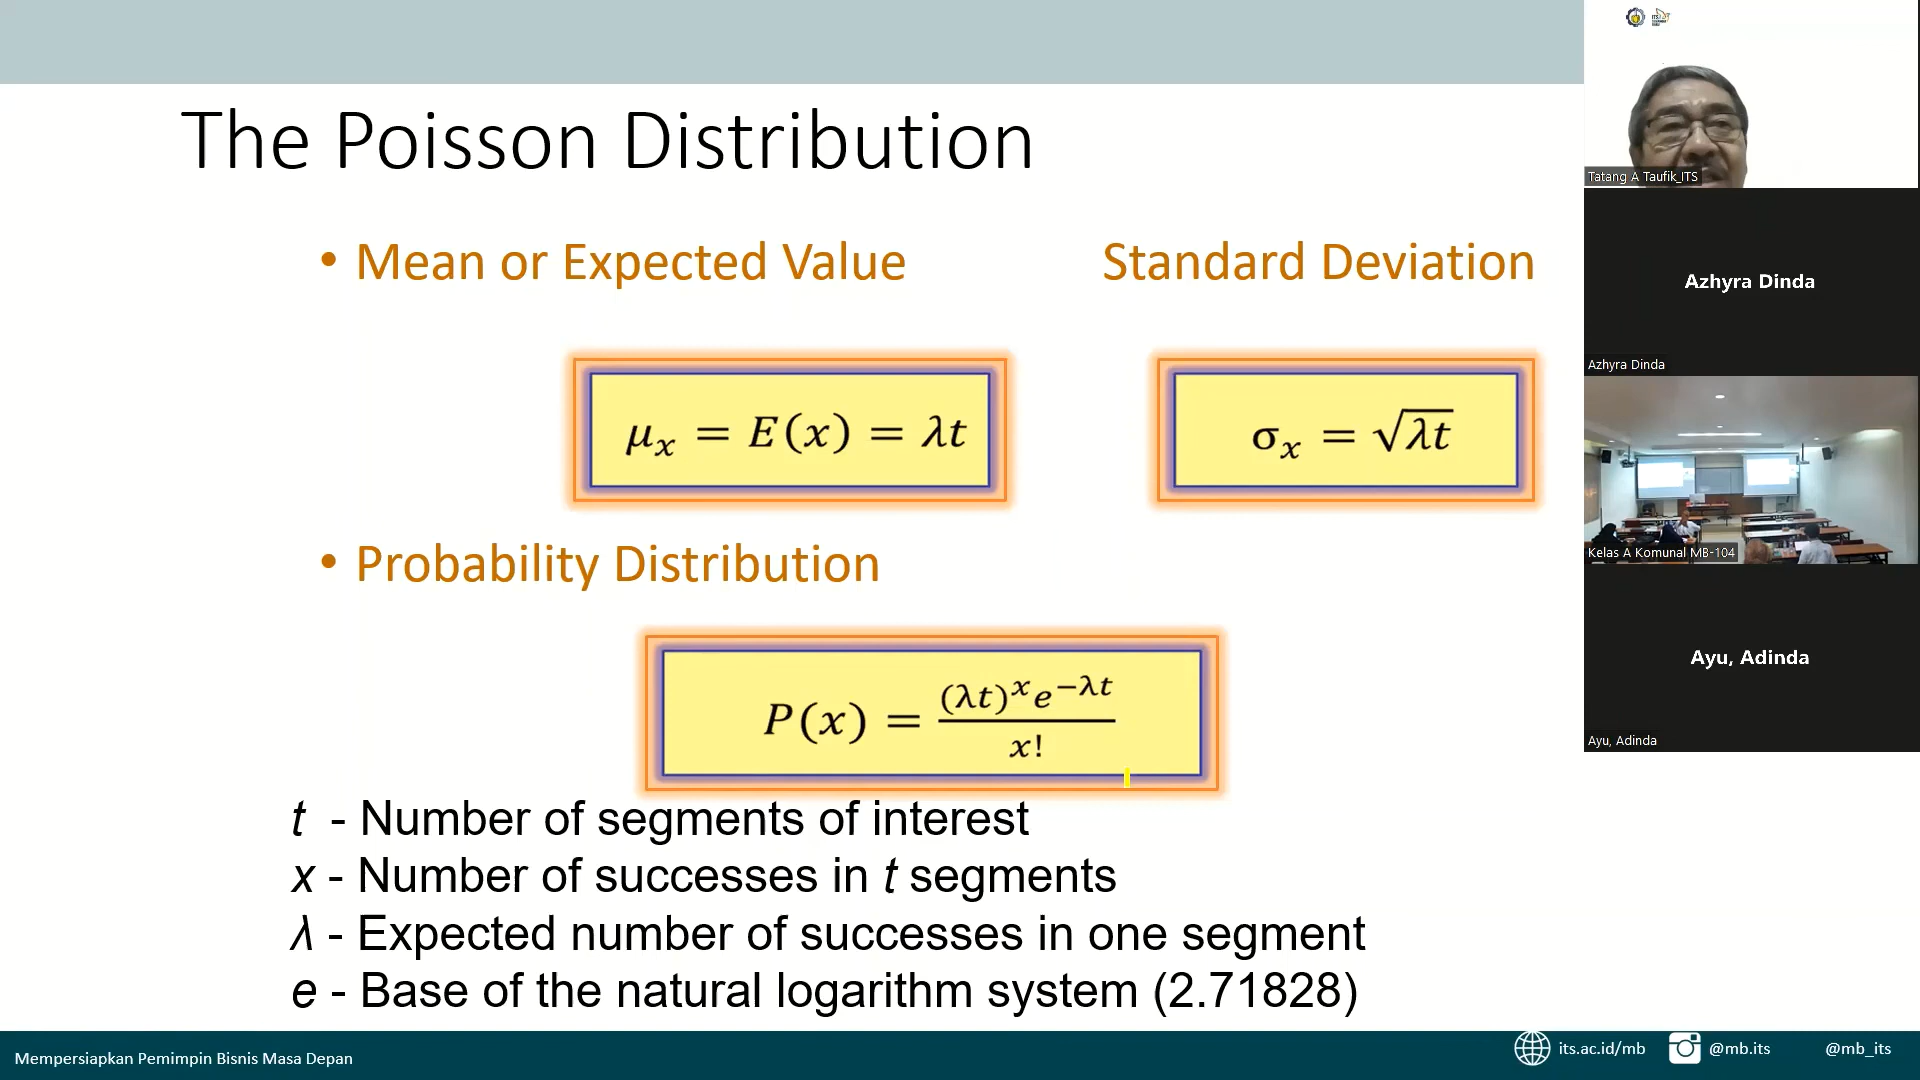 The Poisson Distribution
• Mean or Expected Value
Standard Deviation
μₓ = E(x) = λt
σₓ = √λt
• Probability Distribution
P(x) = (λt)ˣe⁻λᵗ / x!
t - Number of segments of interest
x - Number of successes in t segments
λ - Expected number of successes in one segment
e - Base of the natural logarithm system (2.71828)
Mempersiapkan Pemimpin Bisnis Masa Depan
its.ac.id/mb
@mb.its
@mb_its
Tatang A Taufik_ITS
Azhyra Dinda
Azhyra Dinda
Kelas A Komunal MB-104
Ayu, Adinda
Ayu, Adinda